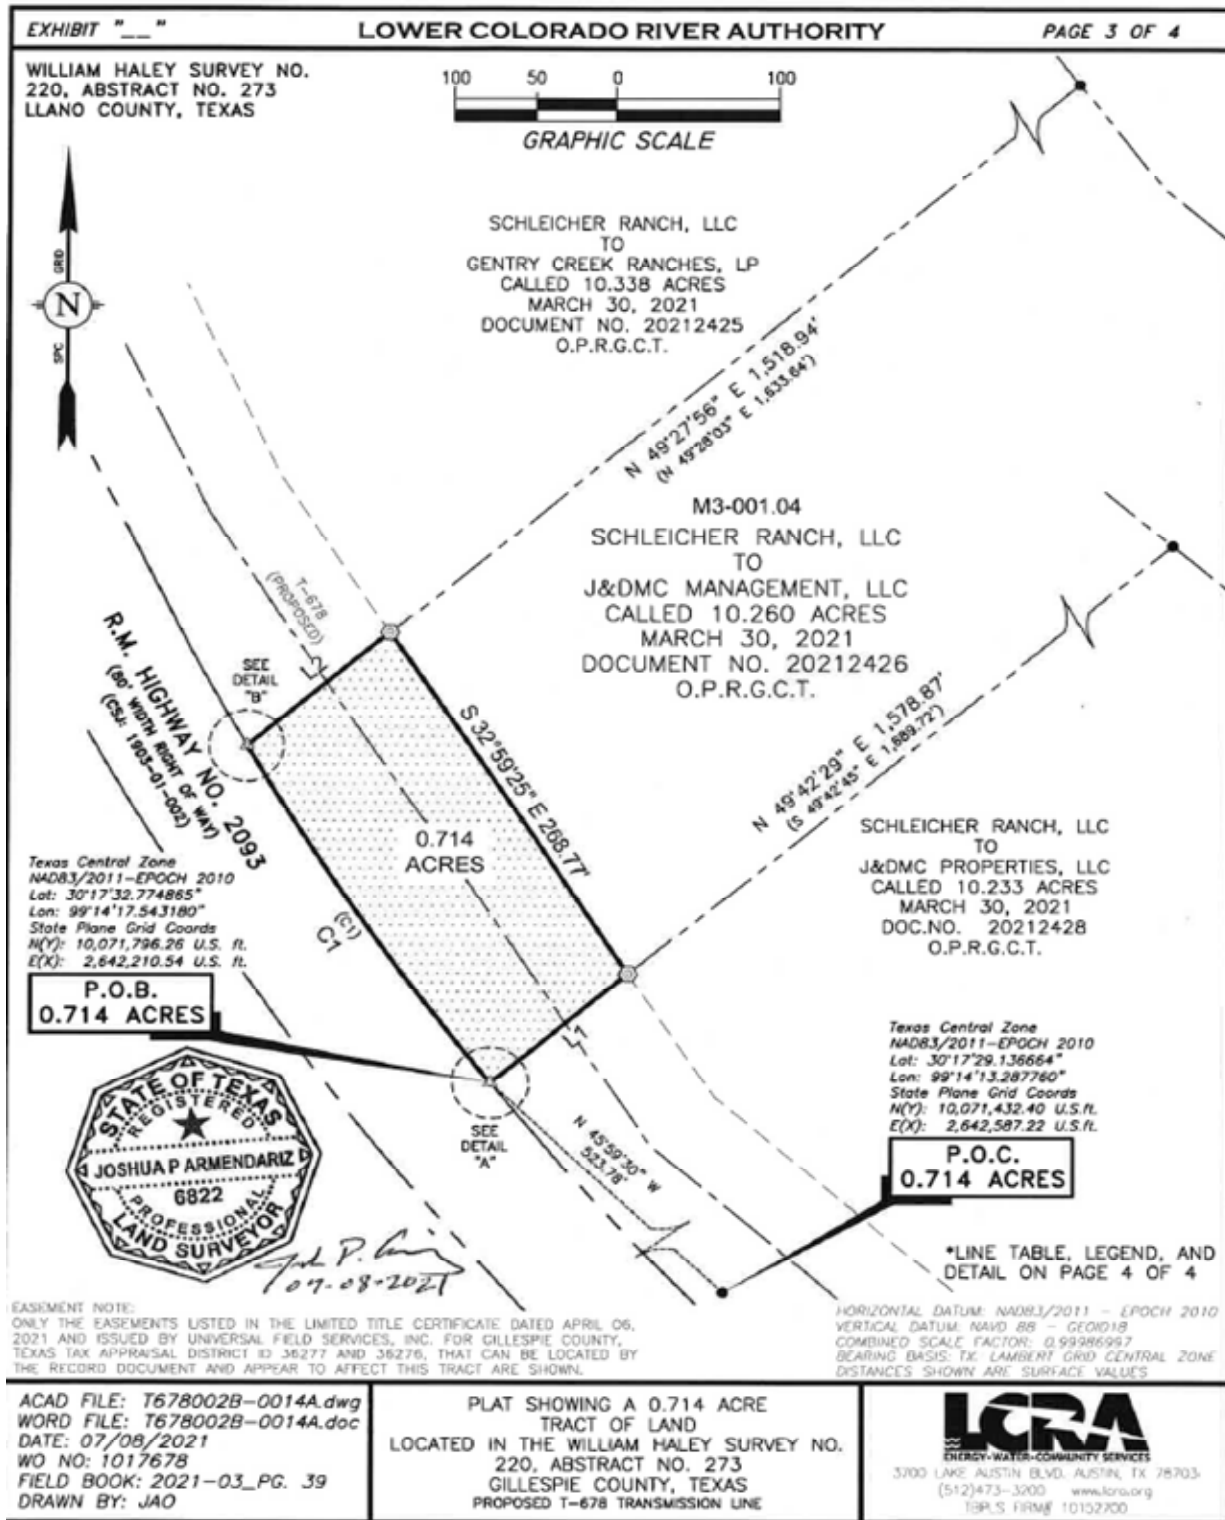 EXHIBIT "__"
LOWER COLORADO RIVER AUTHORITY
PAGE 3 OF 4
WILLIAM HALEY SURVEY NO.
220, ABSTRACT NO. 273
LLANO COUNTY, TEXAS
100 50 0 100
GRAPHIC SCALE
GRID
N
SPC
SCHLEICHER RANCH, LLC
TO
GENTRY CREEK RANCHES, LP
CALLED 10.338 ACRES
MARCH 30, 2021
DOCUMENT NO. 20212425
O.P.R.G.C.T.
N 49°27'56" E 1,518.94'
(N 49°28'03" E 1,633.64')
M3-001.04
SCHLEICHER RANCH, LLC
TO
J&DMC MANAGEMENT, LLC
CALLED 10.260 ACRES
MARCH 30, 2021
DOCUMENT NO. 20212426
O.P.R.G.C.T.
T-678
(PROPOSED)
R.M. HIGHWAY NO. 2093
(80' WIDTH RIGHT OF WAY)
(CSJ: 1903-01-002)
SEE
DETAIL
"B"
S 32°59'25" E 268.77'
N 49°42'29" E 1,578.87'
(S 49°42'45" E 1,689.72')
0.714
ACRES
(C1)
C1
SCHLEICHER RANCH, LLC
TO
J&DMC PROPERTIES, LLC
CALLED 10.233 ACRES
MARCH 30, 2021
DOC.NO. 20212428
O.P.R.G.C.T.
Texas Central Zone
NAD83/2011-EPOCH 2010
Lat: 30°17'32.774865"
Lon: 99°14'17.543180"
State Plane Grid Coords
N(Y): 10,071,796.26 U.S. ft.
E(X): 2,642,210.54 U.S. ft.
P.O.B.
0.714 ACRES
Texas Central Zone
NAD83/2011-EPOCH 2010
Lat: 30°17'29.136664"
Lon: 99°14'13.287760"
State Plane Grid Coords
N(Y): 10,071,432.40 U.S.ft.
E(X): 2,642,587.22 U.S.ft.
P.O.C.
0.714 ACRES
SEE
DETAIL
"A"
N 45°59'30" W
523.78'
STATE OF TEXAS
REGISTERED
JOSHUA P ARMENDARIZ
6822
PROFESSIONAL
LAND SURVEYOR
07-08-2021
*LINE TABLE, LEGEND, AND
DETAIL ON PAGE 4 OF 4
EASEMENT NOTE:
ONLY THE EASEMENTS LISTED IN THE LIMITED TITLE CERTIFICATE DATED APRIL 06,
2021 AND ISSUED BY UNIVERSAL FIELD SERVICES, INC. FOR GILLESPIE COUNTY,
TEXAS TAX APPRAISAL DISTRICT ID 36277 AND 36276, THAT CAN BE LOCATED BY
THE RECORD DOCUMENT AND APPEAR TO AFFECT THIS TRACT ARE SHOWN.
HORIZONTAL DATUM: NAD83/2011 - EPOCH 2010
VERTICAL DATUM: NAVD 88 - GEOID18
COMBINED SCALE FACTOR: 0.99986997
BEARING BASIS: TX. LAMBERT GRID CENTRAL ZONE
DISTANCES SHOWN ARE SURFACE VALUES
ACAD FILE: T678002B-0014A.dwg
WORD FILE: T678002B-0014A.doc
DATE: 07/08/2021
WO NO: 1017678
FIELD BOOK: 2021-03_PG. 39
DRAWN BY: JAO
PLAT SHOWING A 0.714 ACRE
TRACT OF LAND
LOCATED IN THE WILLIAM HALEY SURVEY NO.
220, ABSTRACT NO. 273
GILLESPIE COUNTY, TEXAS
PROPOSED T-678 TRANSMISSION LINE
LCRA
ENERGY•WATER•COMMUNITY SERVICES
3700 LAKE AUSTIN BLVD. AUSTIN, TX 78703
(512)473-3200 www.lcra.org
TBPLS FIRM# 10152700